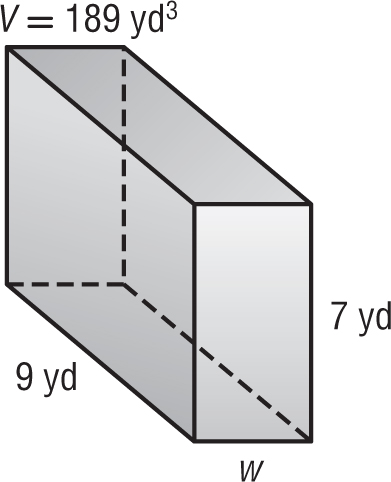 V = 189 yd³
7 yd
9 yd
w